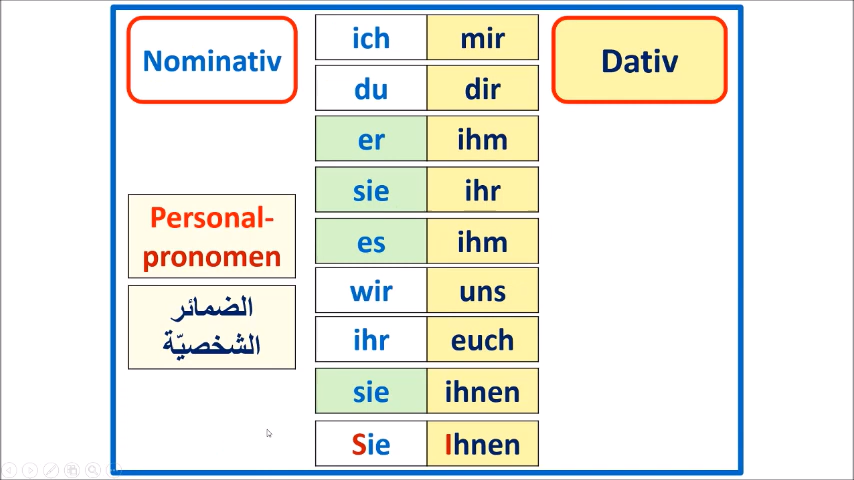 Nominativ
Dativ
ich mir
du dir
er ihm
sie ihr
es ihm
wir uns
ihr euch
sie ihnen
Sie Ihnen
Personal-
pronomen
الضمائر
الشخصيّة